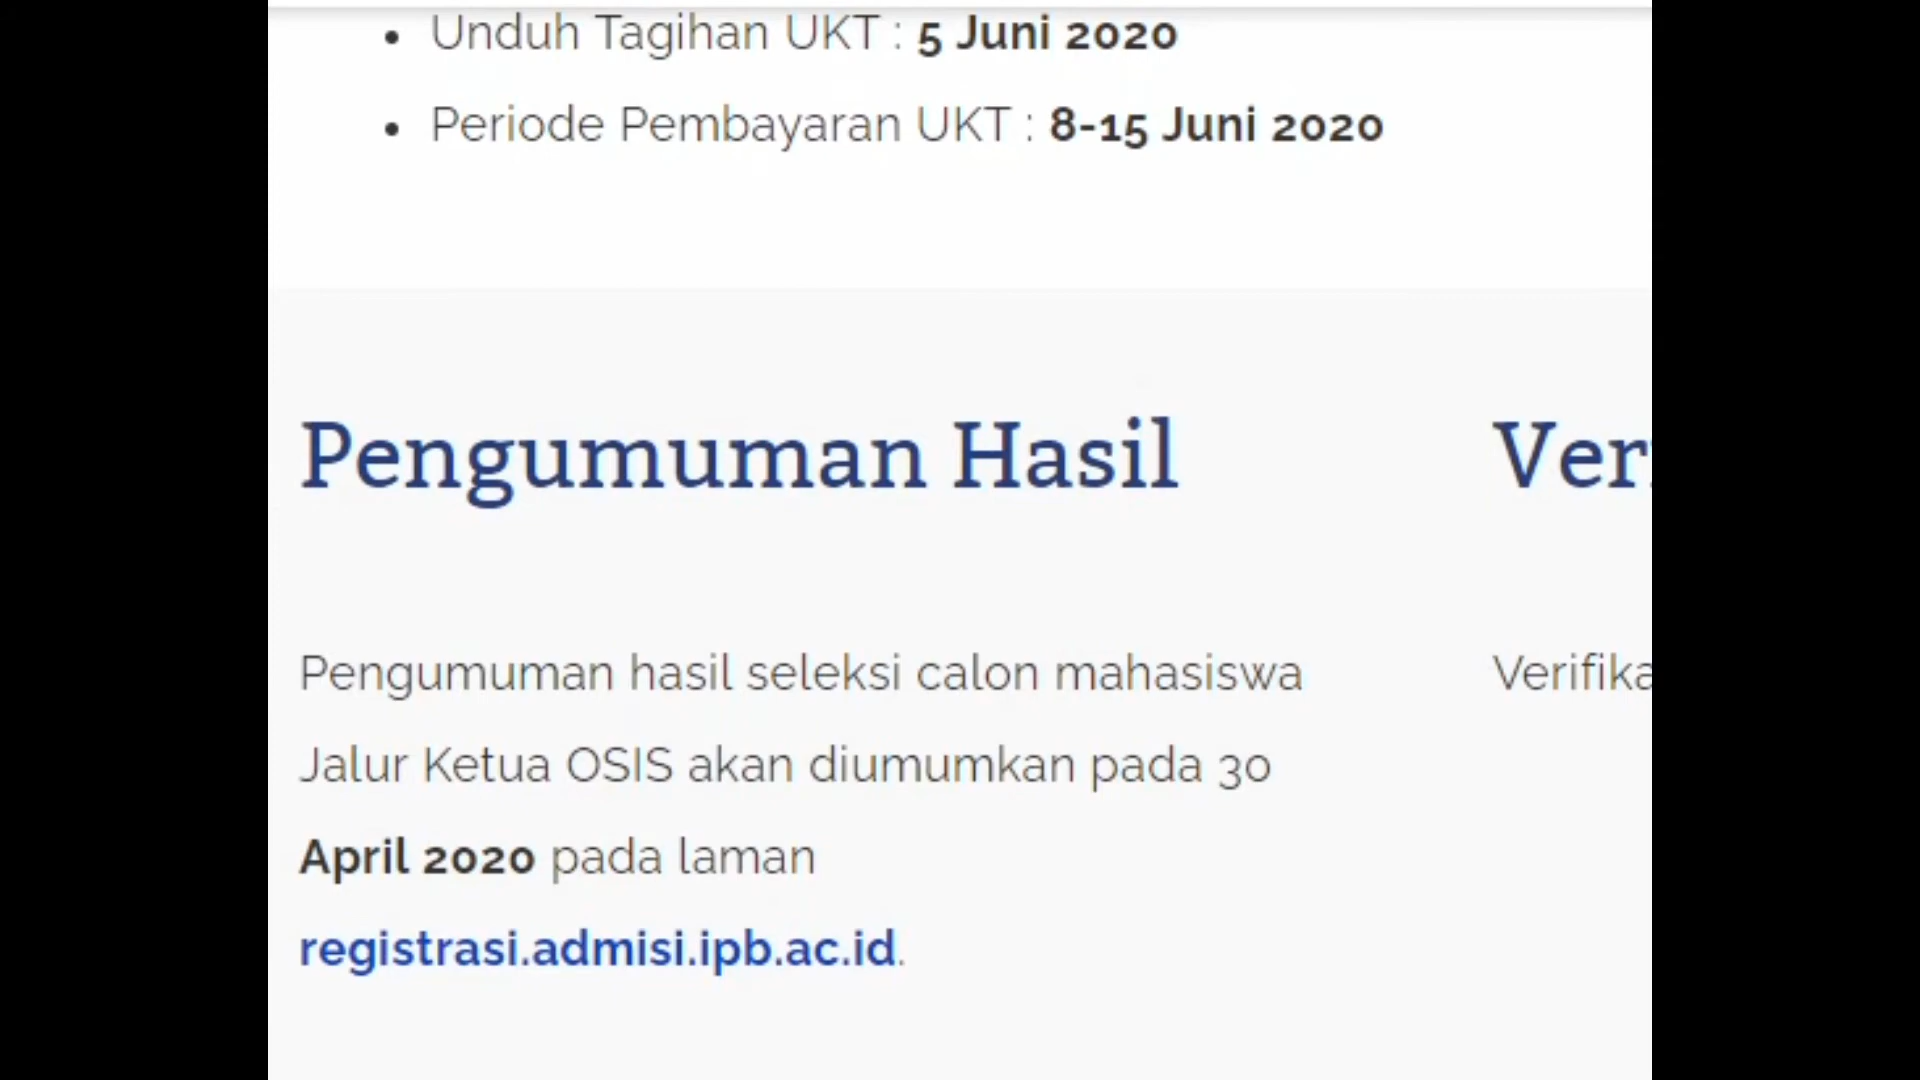 Unduh Tagihan UKT : 5 Juni 2020
Periode Pembayaran UKT : 8-15 Juni 2020
Pengumuman Hasil
Pengumuman hasil seleksi calon mahasiswa
Jalur Ketua OSIS akan diumumkan pada 30
April 2020 pada laman
registrasi.admisi.ipb.ac.id.